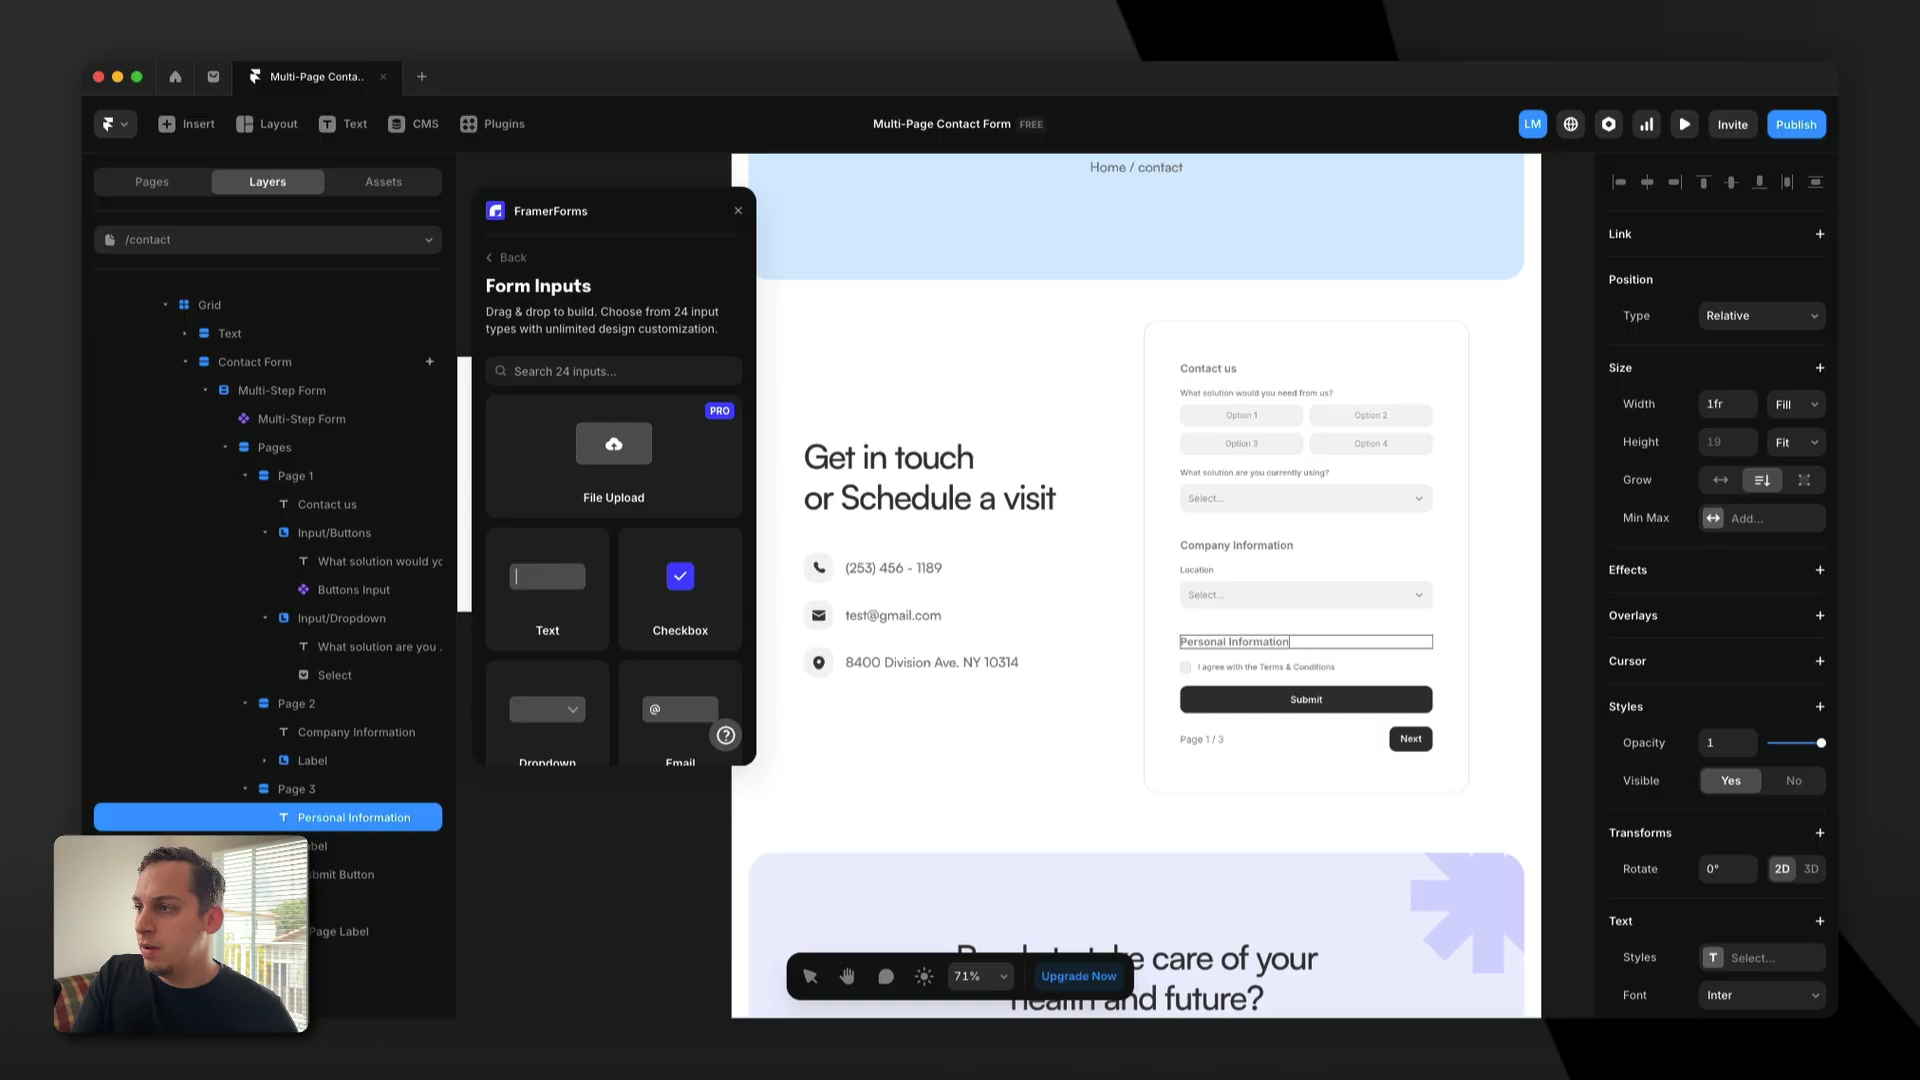 Multi-Page Conta..
Insert
Layout
Text
CMS
Plugins
Multi-Page Contact Form FREE
LM
Invite
Publish
Pages
Layers
Assets
/contact
Grid
Text
Contact Form
Multi-Step Form
Multi-Step Form
Pages
Page 1
Contact us
Input/Buttons
What solution would yo
Buttons Input
Input/Dropdown
What solution are you .
Select
Page 2
Company Information
Label
Page 3
Personal Information
bel
bmit Button
Page Label
FramerForms
Back
Form Inputs
Drag & drop to build. Choose from 24 input
types with unlimited design customization.
Search 24 inputs...
PRO
File Upload
Text
Checkbox
@
Dropdown
Email
Home / contact
Get in touch
or Schedule a visit
(253) 456 - 1189
test@gmail.com
8400 Division Ave. NY 10314
Contact us
What solution would you need from us?
Option 1
Option 2
Option 3
Option 4
What solution are you currently using?
Select...
Company Information
Location
Select...
Personal Information
I agree with the Terms & Conditions
Submit
Page 1 / 3
Next
e care of your
and future?
71%
Upgrade Now
Link
Position
Type
Relative
Size
Width
1fr
Fill
Height
19
Fit
Grow
Min Max
Add...
Effects
Overlays
Cursor
Styles
Opacity
1
Visible
Yes
No
Transforms
Rotate
0°
2D
3D
Text
Styles
T
Select...
Font
Inter